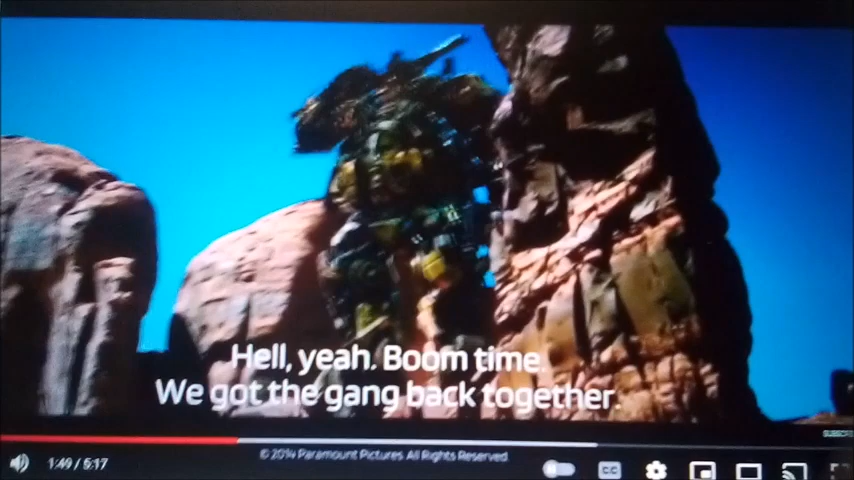 Hell, yeah. Boom time.
We got the gang back together.
1:49 / 5:17
© 2014 Paramount Pictures. All Rights Reserved
CC